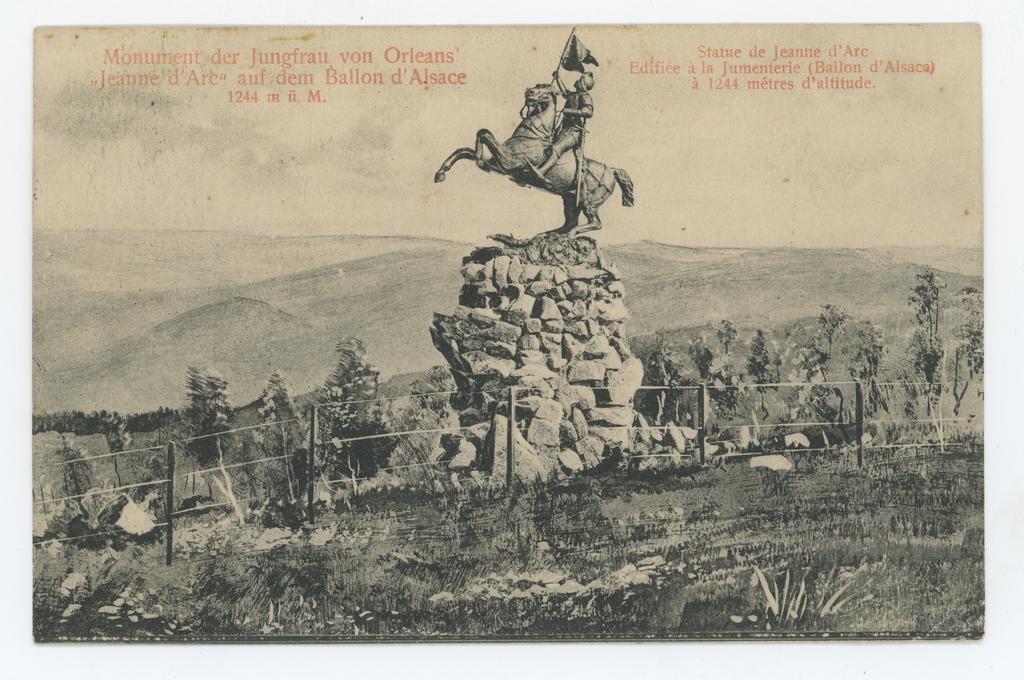 Monument der Jungfrau von Orleans'
„Jeanne d'Arc“ auf dem Ballon d'Alsace
1244 m ü. M.
Statue de Jeanne d'Arc
Edifiée à la Jumenterie (Ballon d'Alsace)
à 1244 métres d'altitude.